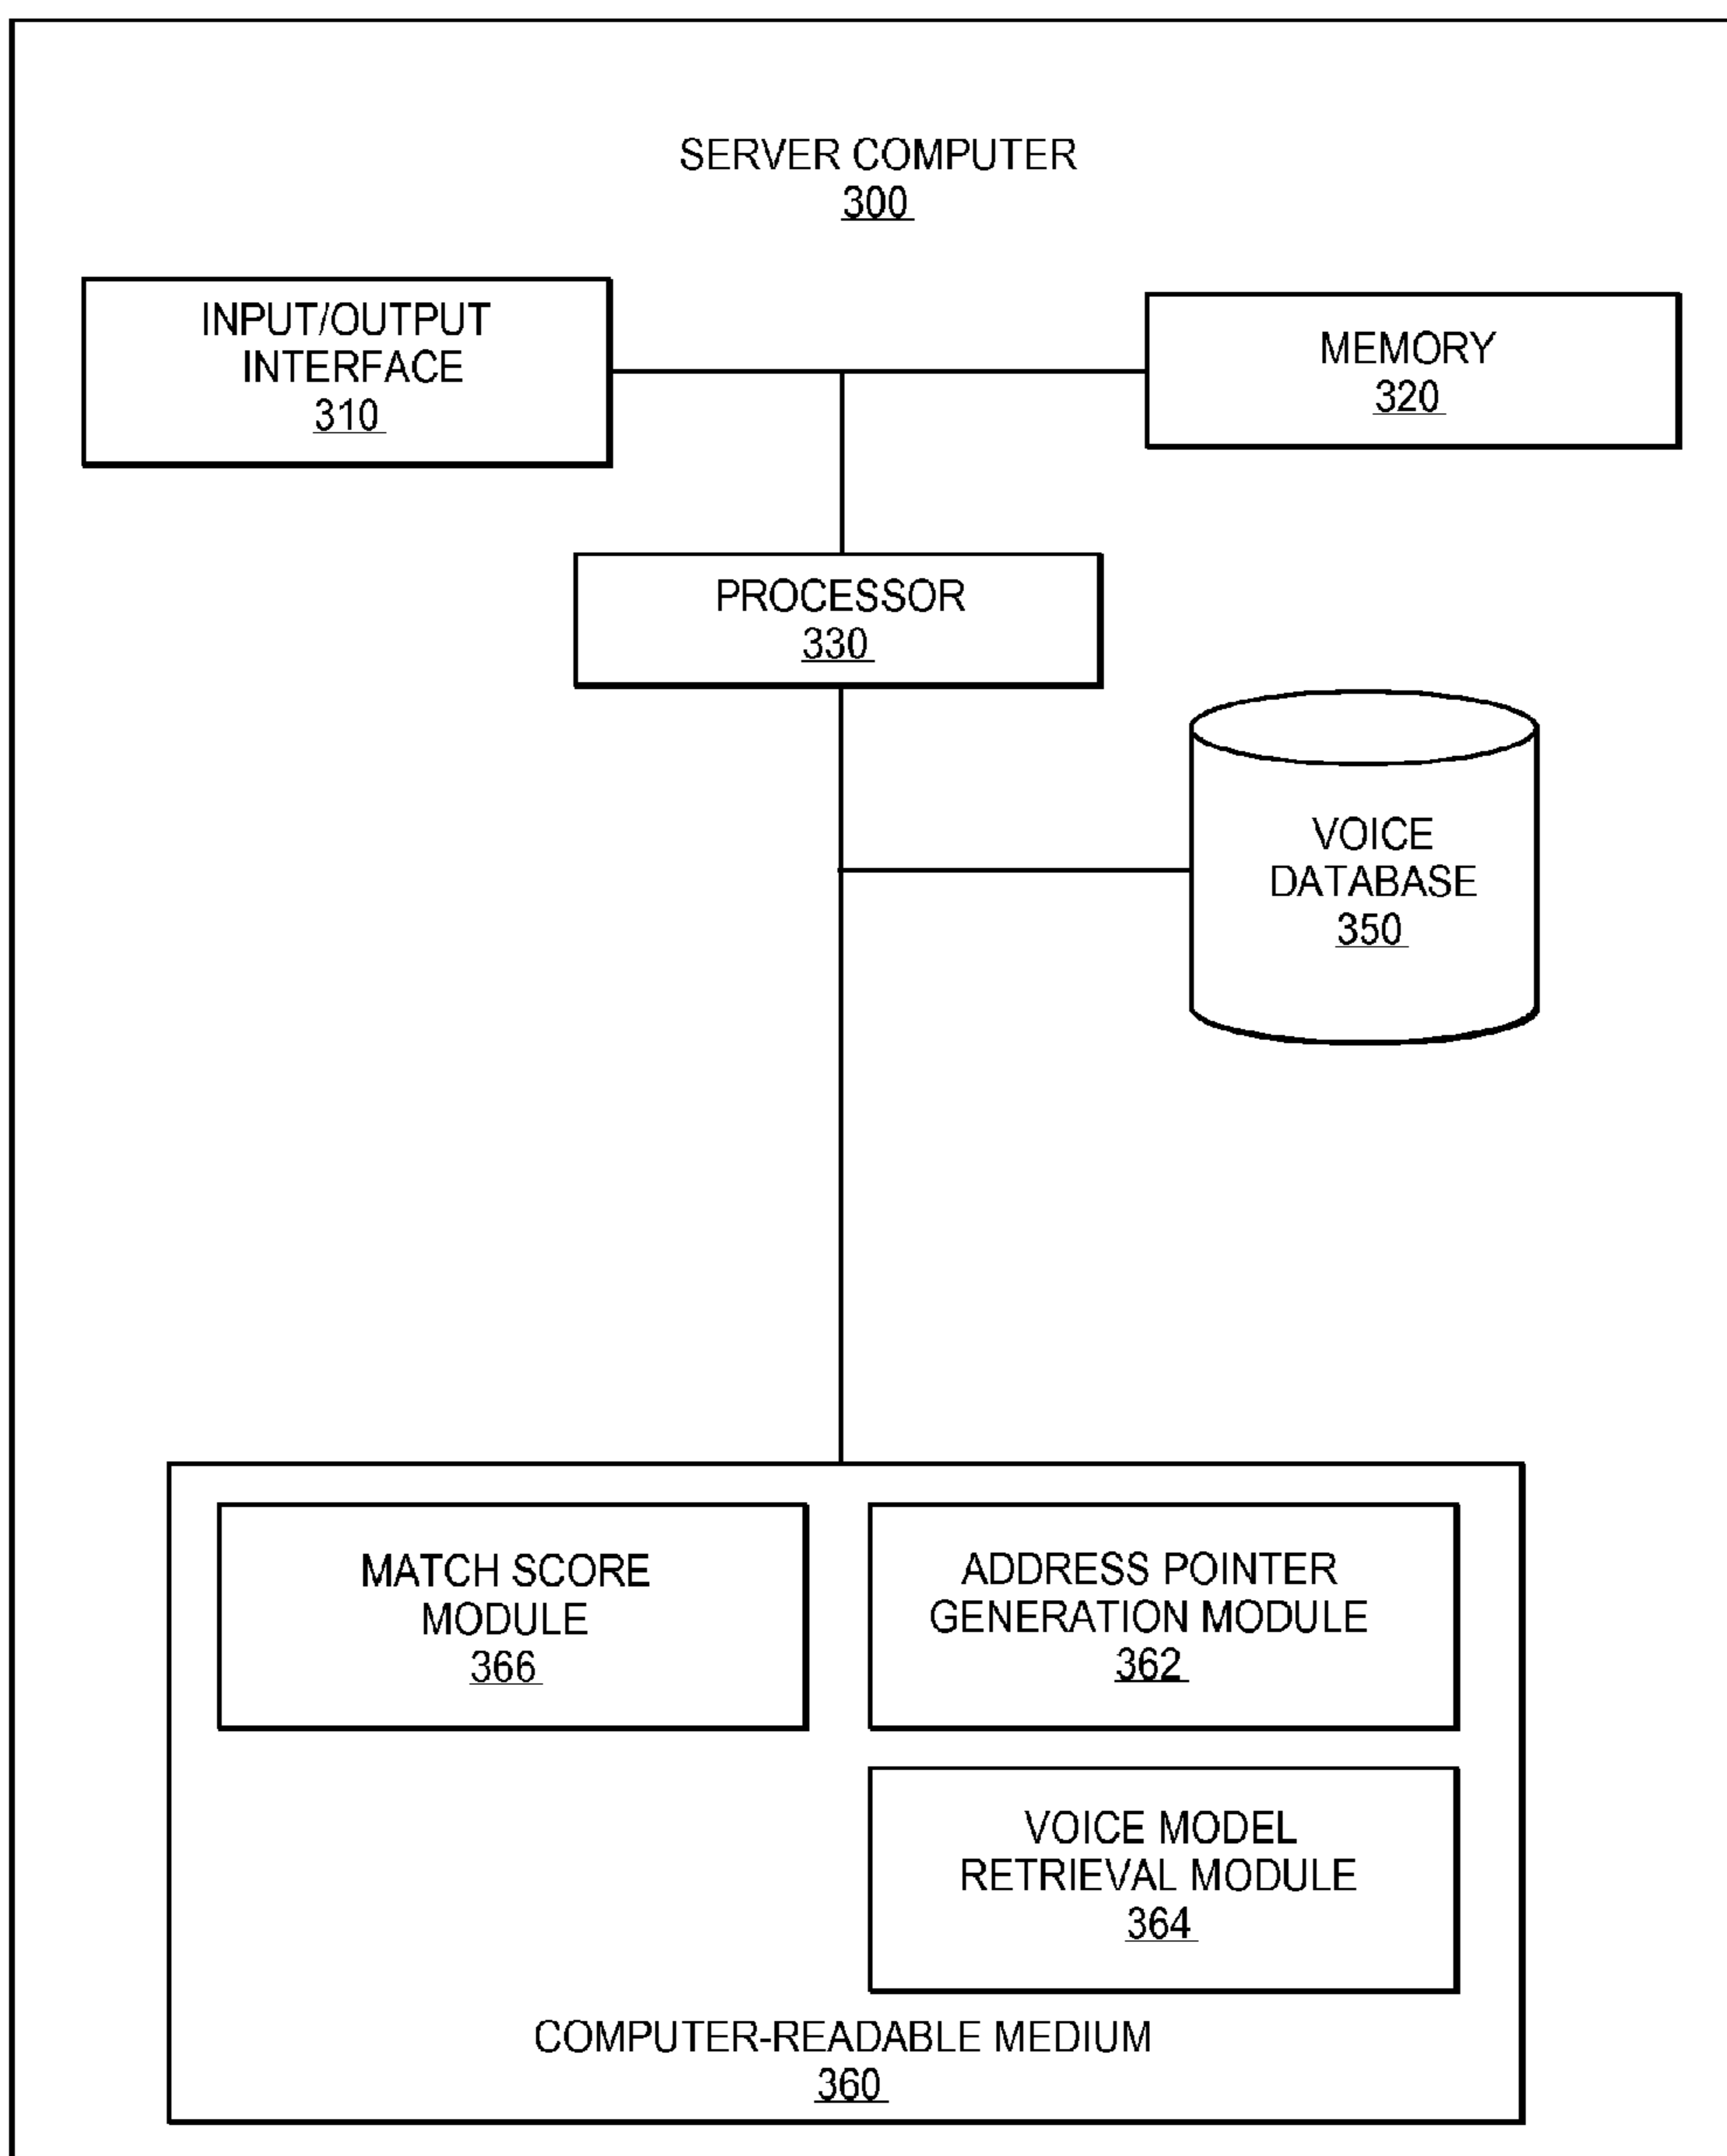 SERVER COMPUTER
300
INPUT/OUTPUT
INTERFACE
310
MEMORY
320
PROCESSOR
330
VOICE
DATABASE
350
MATCH SCORE
MODULE
366
ADDRESS POINTER
GENERATION MODULE
362
VOICE MODEL
RETRIEVAL MODULE
364
COMPUTER-READABLE MEDIUM
360